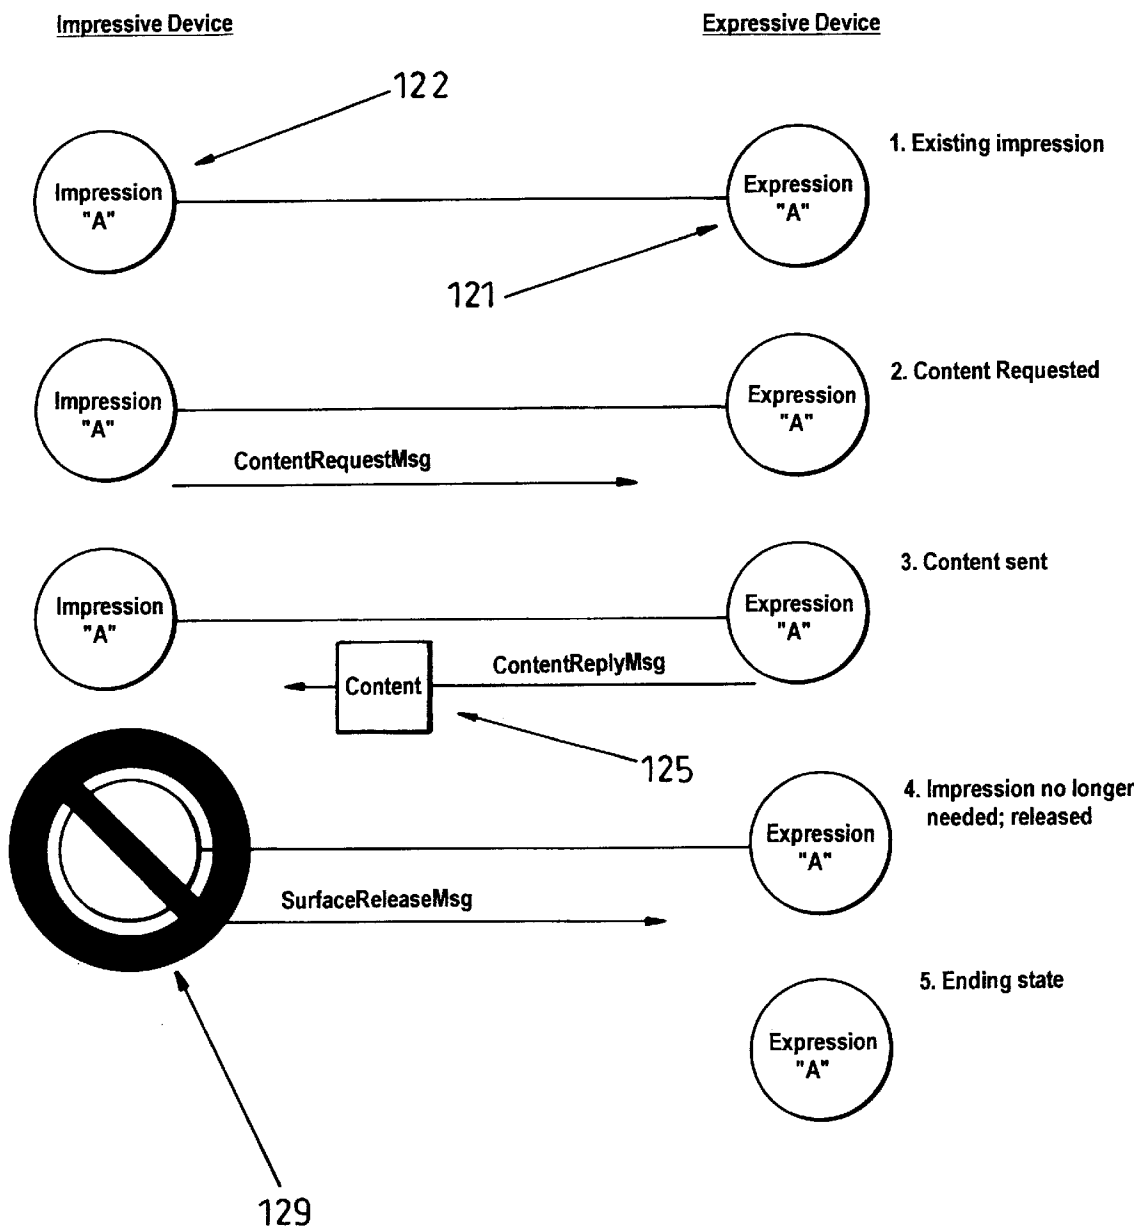 Impressive Device
Expressive Device
122
Impression
"A"
Expression
"A"
1. Existing impression
121
Impression
"A"
Expression
"A"
2. Content Requested
ContentRequestMsg
Impression
"A"
Expression
"A"
3. Content sent
ContentReplyMsg
Content
125
Expression
"A"
4. Impression no longer
needed; released
SurfaceReleaseMsg
5. Ending state
Expression
"A"
129